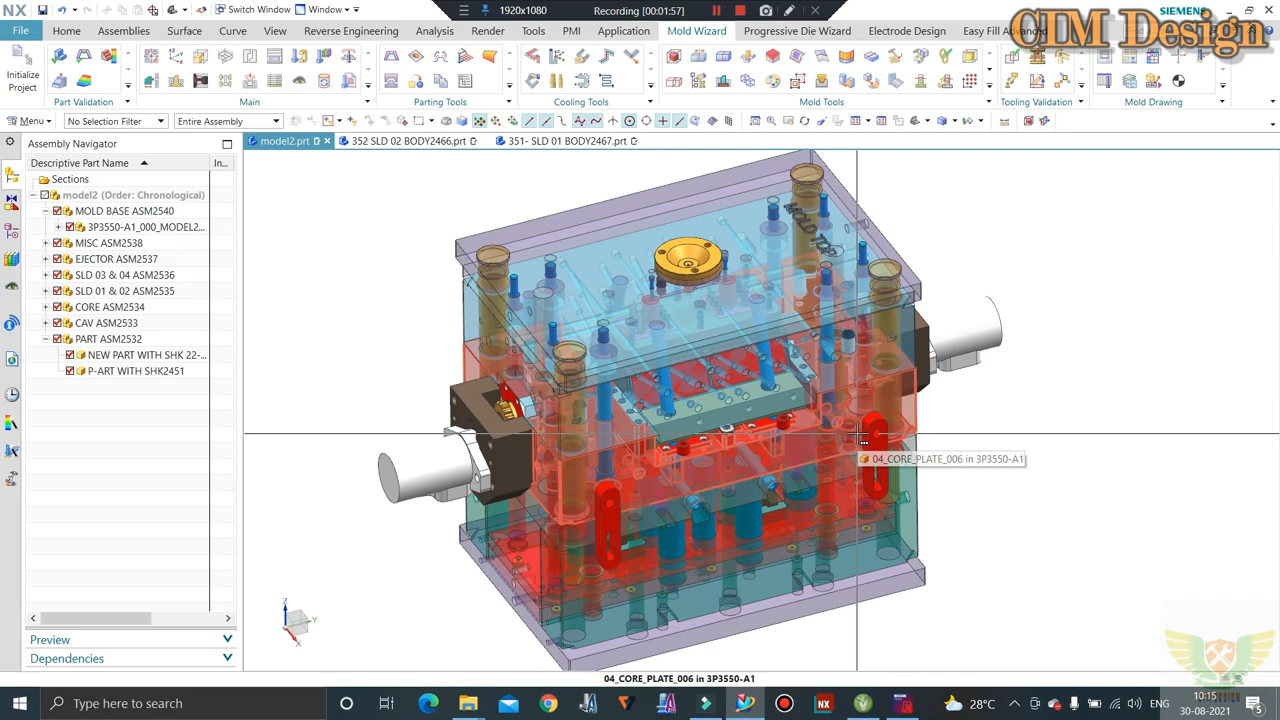 NX
Switch Window
Window
1920x1080
Recording [00:01:57]
SIEMENS
CIM Design
File
Home
Assemblies
Surface
Curve
View
Reverse Engineering
Analysis
Render
Tools
PMI
Application
Mold Wizard
Progressive Die Wizard
Electrode Design
Easy Fill Advanced
Initialize
Project
Part Validation
Main
Parting Tools
Cooling Tools
Mold Tools
Tooling Validation
Mold Drawing
Menu
No Selection Filter
Entire Assembly
Assembly Navigator
model2.prt
352 SLD 02 BODY2466.prt
351- SLD 01 BODY2467.prt
Descriptive Part Name
In...
Sections
model2 (Order: Chronological)
MOLD BASE ASM2540
3P3550-A1_000_MODEL2...
MISC ASM2538
EJECTOR ASM2537
SLD 03 & 04 ASM2536
SLD 01 & 02 ASM2535
CORE ASM2534
CAV ASM2533
PART ASM2532
NEW PART WITH SHK 22-...
P-ART WITH SHK2451
04_CORE_PLATE_006 in 3P3550-A1
Z
Y
X
Preview
Dependencies
04_CORE_PLATE_006 in 3P3550-A1
Type here to search
NX
28°C
ENG
10:15
30-08-2021
5